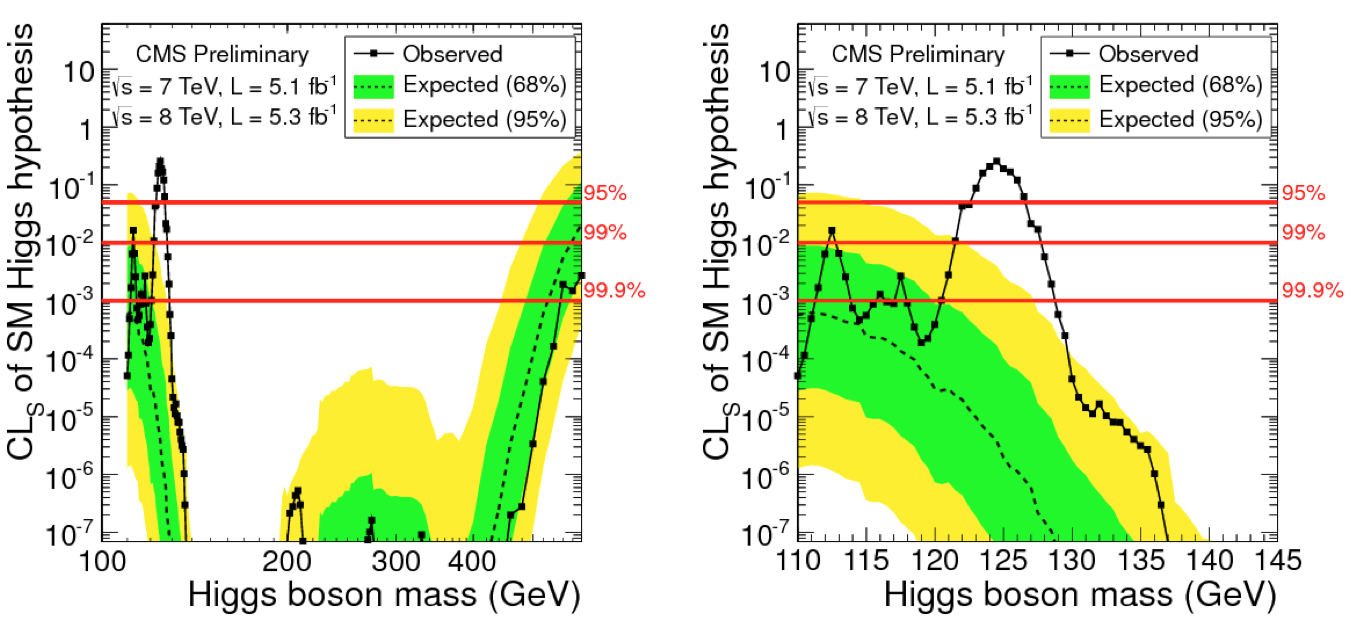 CLS of SM Higgs hypothesis
CMS Preliminary
√s = 7 TeV, L = 5.1 fb-1
√s = 8 TeV, L = 5.3 fb-1
Observed
Expected (68%)
Expected (95%)
10
1
10-1
10-2
10-3
10-4
10-5
10-6
10-7
95%
99%
99.9%
100
200
300
400
Higgs boson mass (GeV)
CLS of SM Higgs hypothesis
CMS Preliminary
√s = 7 TeV, L = 5.1 fb-1
√s = 8 TeV, L = 5.3 fb-1
Observed
Expected (68%)
Expected (95%)
10
1
10-1
10-2
10-3
10-4
10-5
10-6
10-7
95%
99%
99.9%
110 115 120 125 130 135 140 145
Higgs boson mass (GeV)